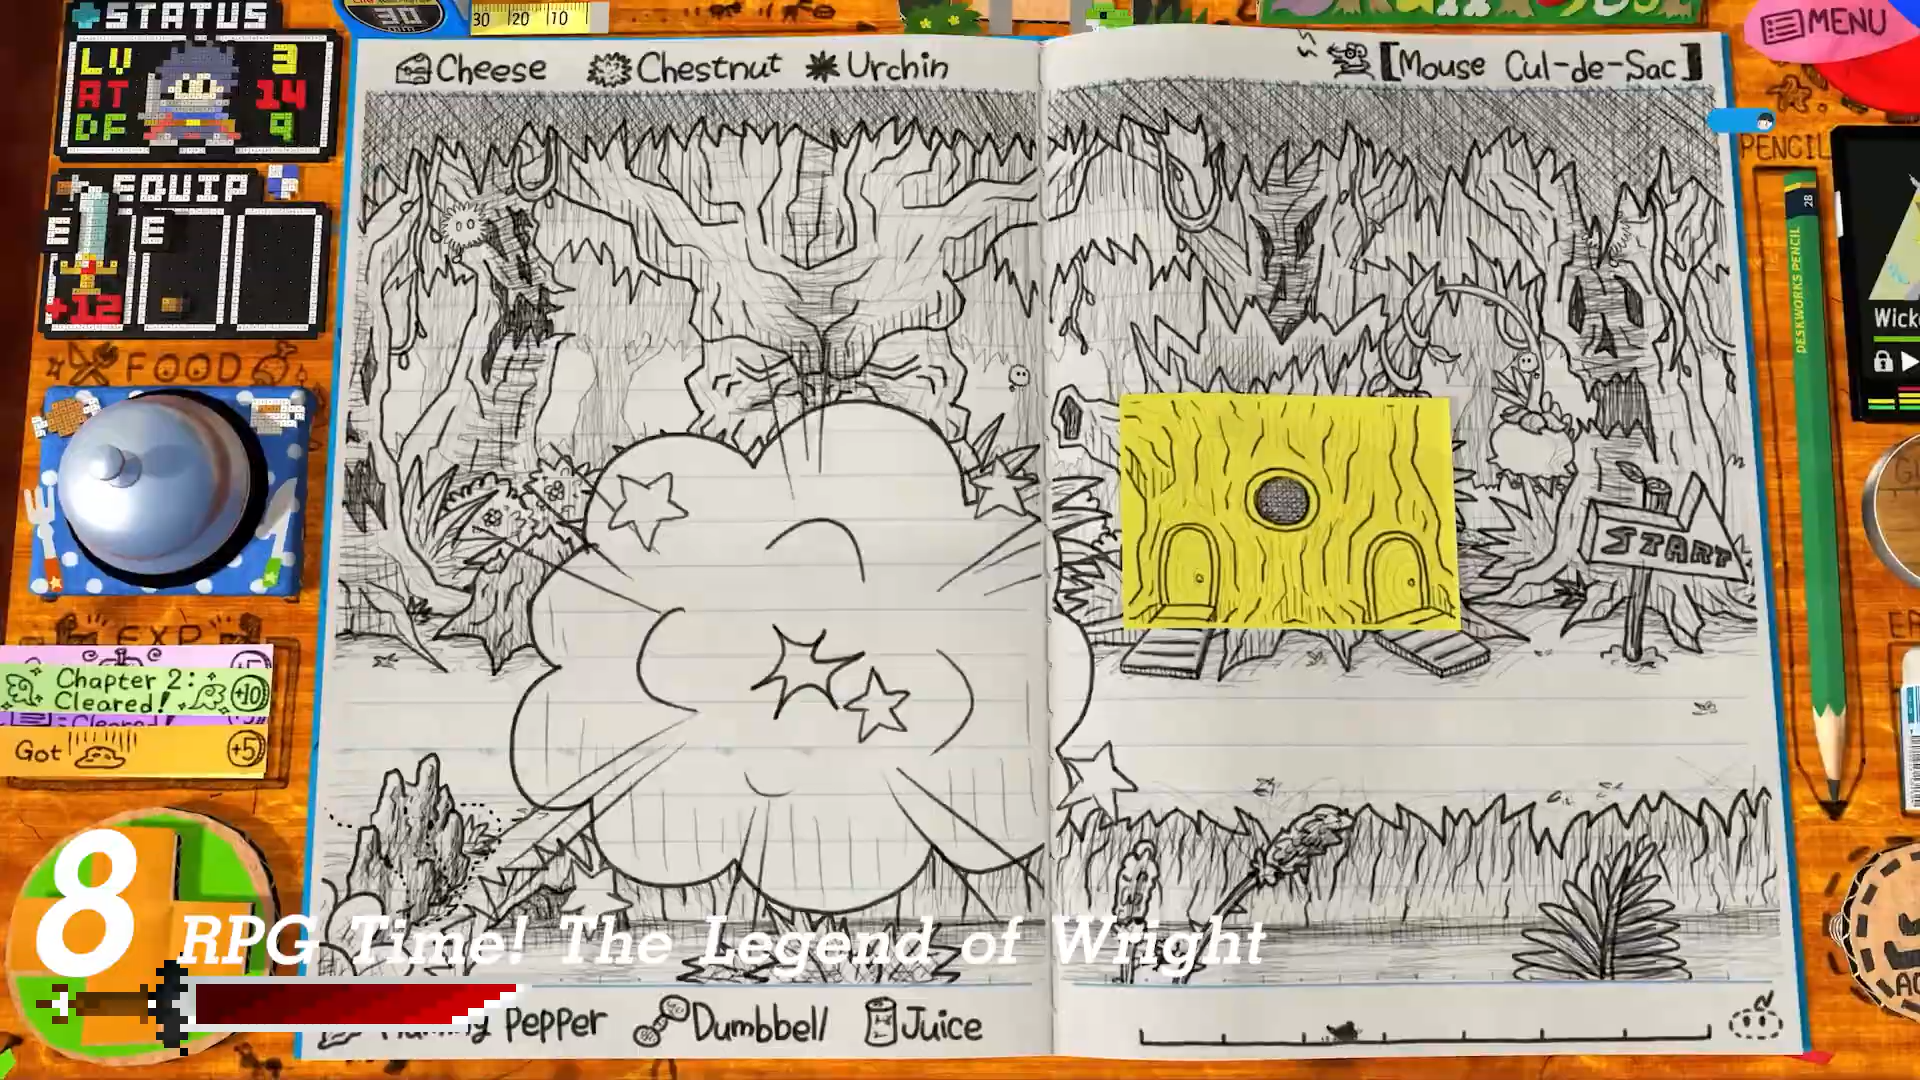 STATUS
LV 3
AT 14
DF 9
EQUIP
E E
+12
FOOD
EXP
Chapter 2:
Cleared!
+10
Got
+5
30
30 20 10
Cheese Chestnut Urchin
[Mouse Cul-de-Sac]
MENU
PENCIL
2B
DESKWORKS PENCIL
START
8 RPG Time! The Legend of Wright
Pepper Dumbbell Juice